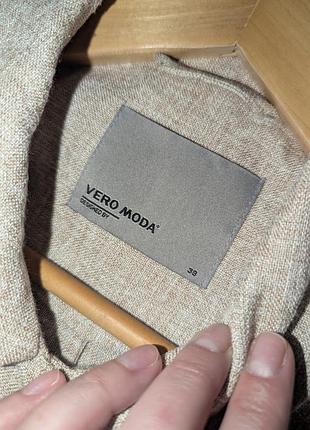 VERO MODA®
DESIGNED BY
38